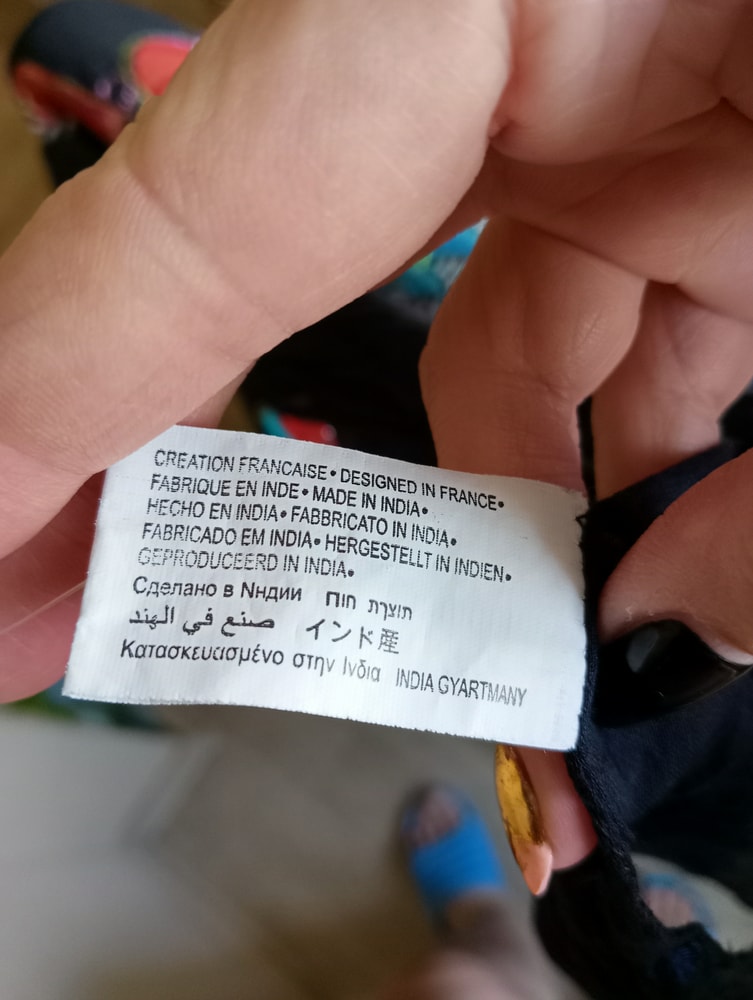 CREATION FRANCAISE• DESIGNED IN FRANCE•
FABRIQUE EN INDE• MADE IN INDIA•
HECHO EN INDIA• FABBRICATO IN INDIA•
FABRICADO EM INDIA• HERGESTELLT IN INDIEN•
GEPRODUCEERD IN INDIA•
Сделано в Nндии תוצרת חוח
صنع في الهند インド産
Κατασκευασμένο στην Ινδία INDIA GYARTMANY